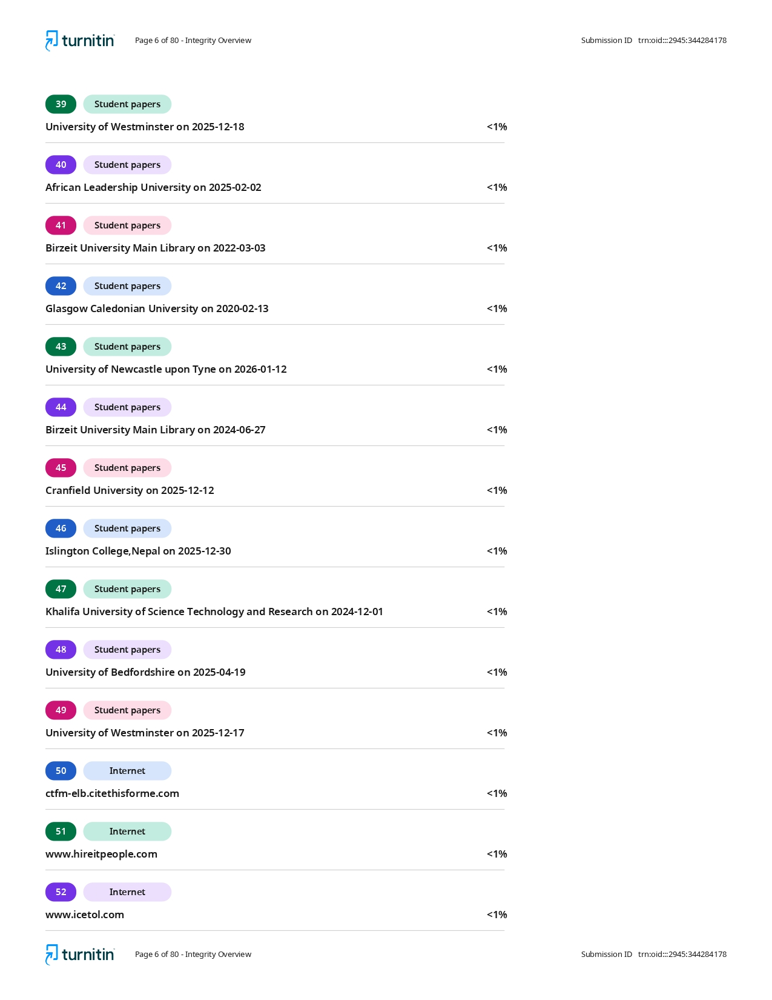 turnitin Page 6 of 80 - Integrity Overview Submission ID trn:oid:::2945:344284178
39 Student papers
University of Westminster on 2025-12-18 <1%
40 Student papers
African Leadership University on 2025-02-02 <1%
41 Student papers
Birzeit University Main Library on 2022-03-03 <1%
42 Student papers
Glasgow Caledonian University on 2020-02-13 <1%
43 Student papers
University of Newcastle upon Tyne on 2026-01-12 <1%
44 Student papers
Birzeit University Main Library on 2024-06-27 <1%
45 Student papers
Cranfield University on 2025-12-12 <1%
46 Student papers
Islington College,Nepal on 2025-12-30 <1%
47 Student papers
Khalifa University of Science Technology and Research on 2024-12-01 <1%
48 Student papers
University of Bedfordshire on 2025-04-19 <1%
49 Student papers
University of Westminster on 2025-12-17 <1%
50 Internet
ctfm-elb.citethisforme.com <1%
51 Internet
www.hireitpeople.com <1%
52 Internet
www.icetol.com <1%
turnitin Page 6 of 80 - Integrity Overview Submission ID trn:oid:::2945:344284178